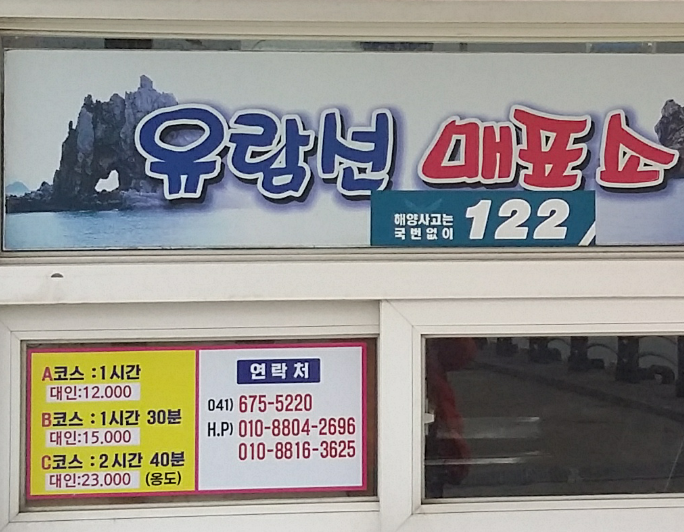 유람선 매표소
해양사고는
국번없이 122
A코스 : 1시간
대인:12.000
B코스 : 1시간 30분
대인:15.000
C코스 : 2시간 40분
대인:23.000 (옹도)
연락처
041) 675-5220
H.P) 010-8804-2696
010-8816-3625